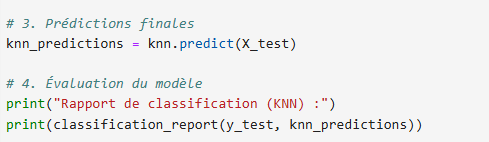 # 3. Prédictions finales
knn_predictions = knn.predict(X_test)
# 4. Évaluation du modèle
print("Rapport de classification (KNN) :")
print(classification_report(y_test, knn_predictions))